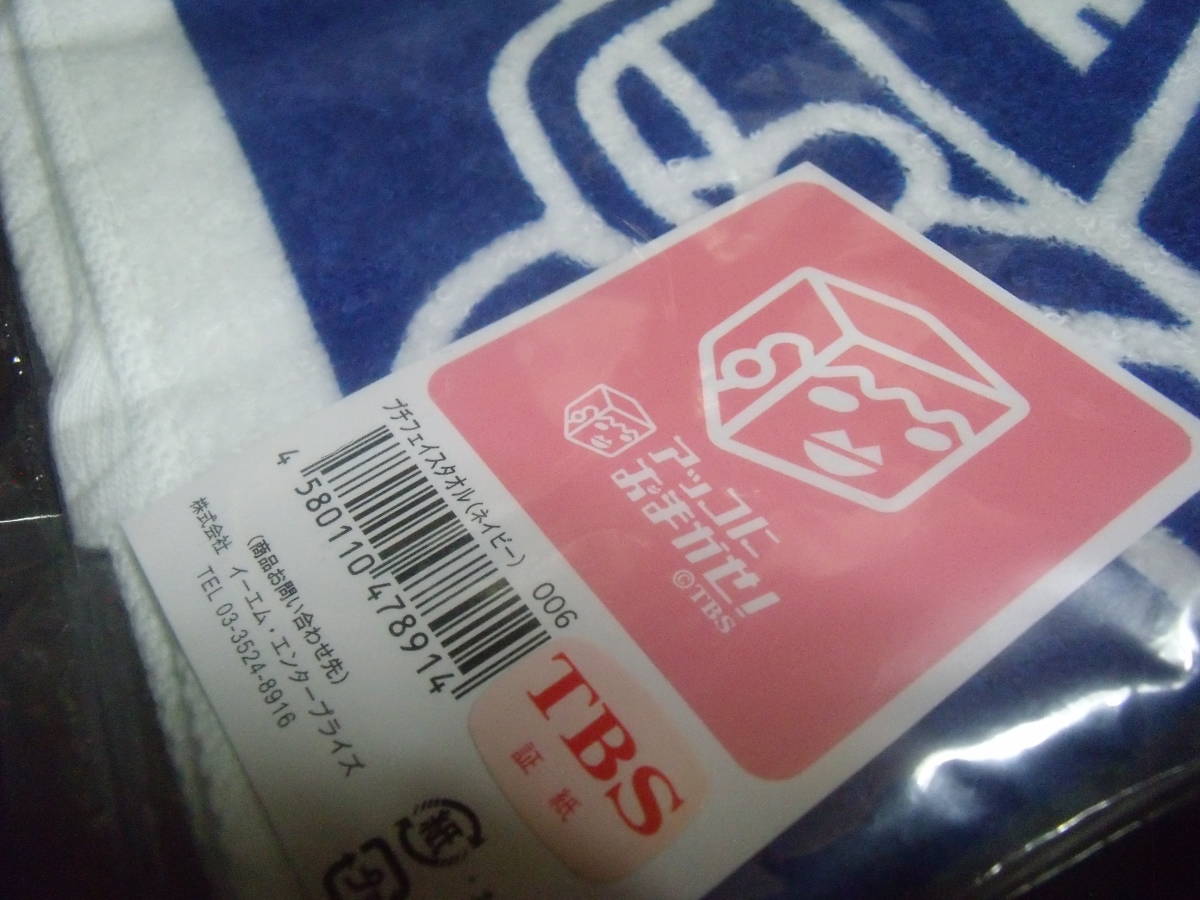 アッコに
おまかせ!
©TBS
プチフェイスタオル(ネイビー) 006
4 580110 478914
(商品お問い合わせ先)
株式会社 イーエム・エンタープライズ
TEL 03-3524-8916
TBS
証紙
紙